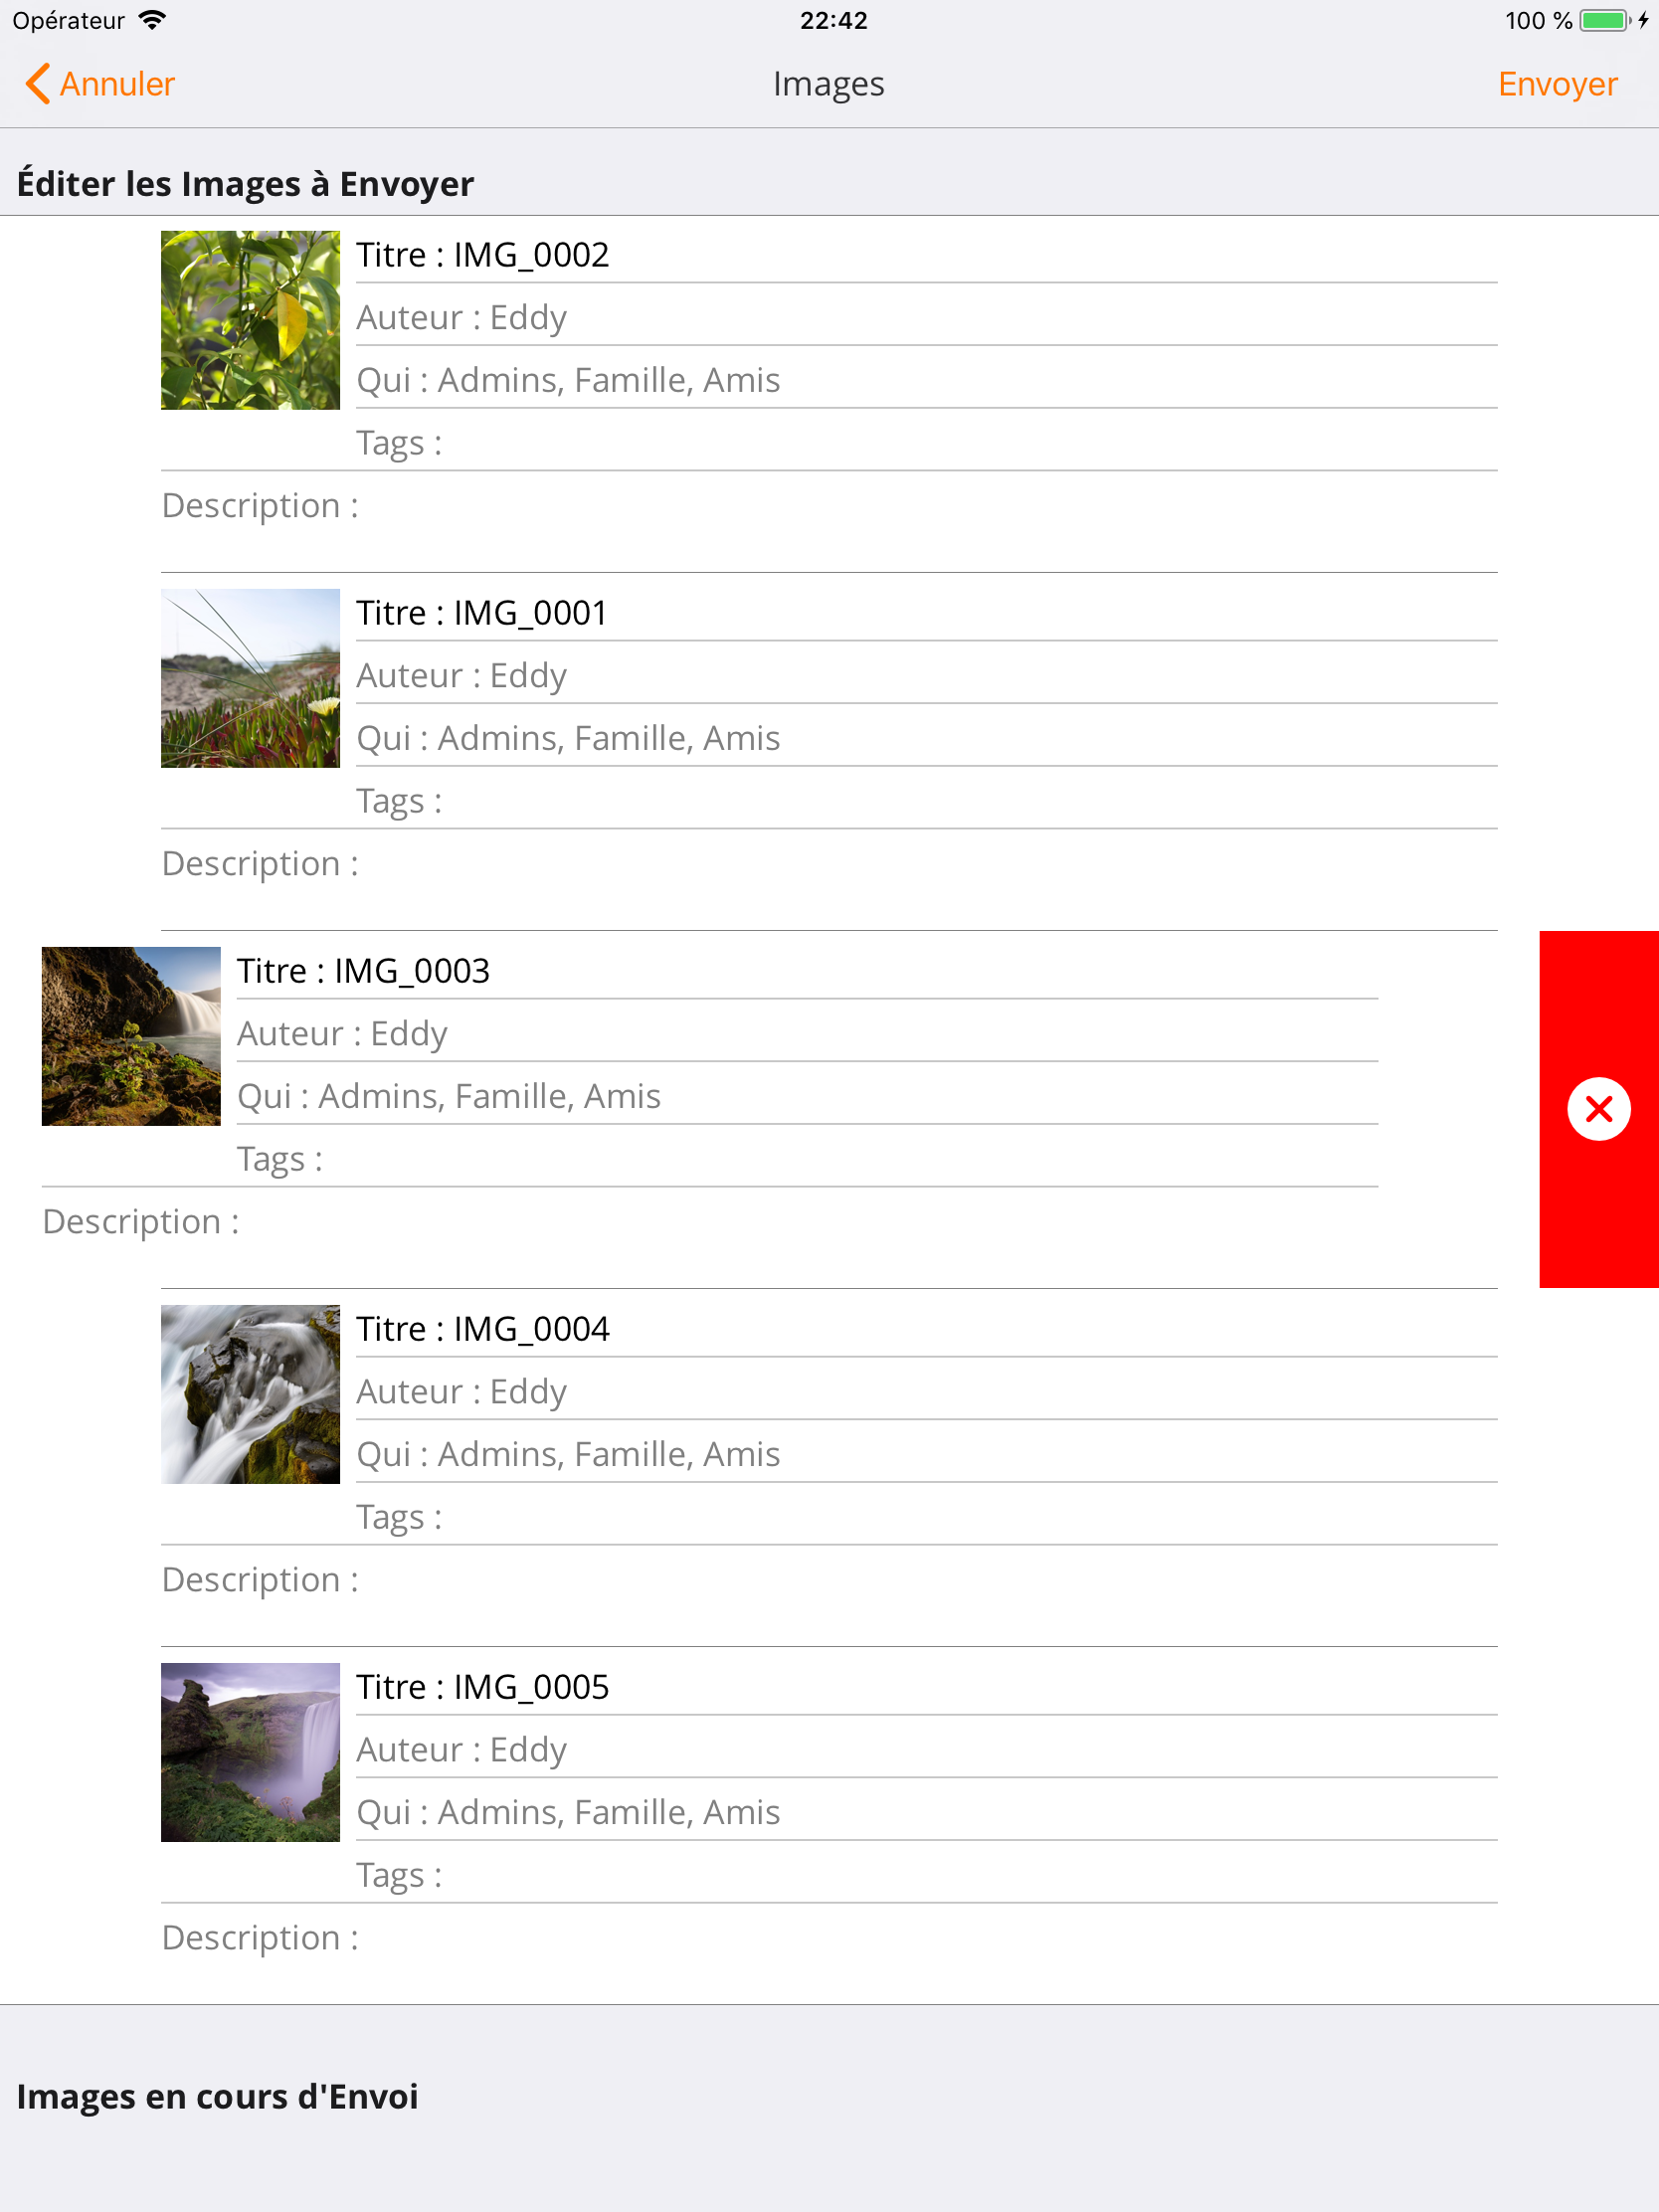 Opérateur 22:42 100 %
Annuler Images Envoyer
Éditer les Images à Envoyer
Titre : IMG_0002
Auteur : Eddy
Qui : Admins, Famille, Amis
Tags :
Description :
Titre : IMG_0001
Auteur : Eddy
Qui : Admins, Famille, Amis
Tags :
Description :
Titre : IMG_0003
Auteur : Eddy
Qui : Admins, Famille, Amis
Tags :
Description :
Titre : IMG_0004
Auteur : Eddy
Qui : Admins, Famille, Amis
Tags :
Description :
Titre : IMG_0005
Auteur : Eddy
Qui : Admins, Famille, Amis
Tags :
Description :
Images en cours d'Envoi